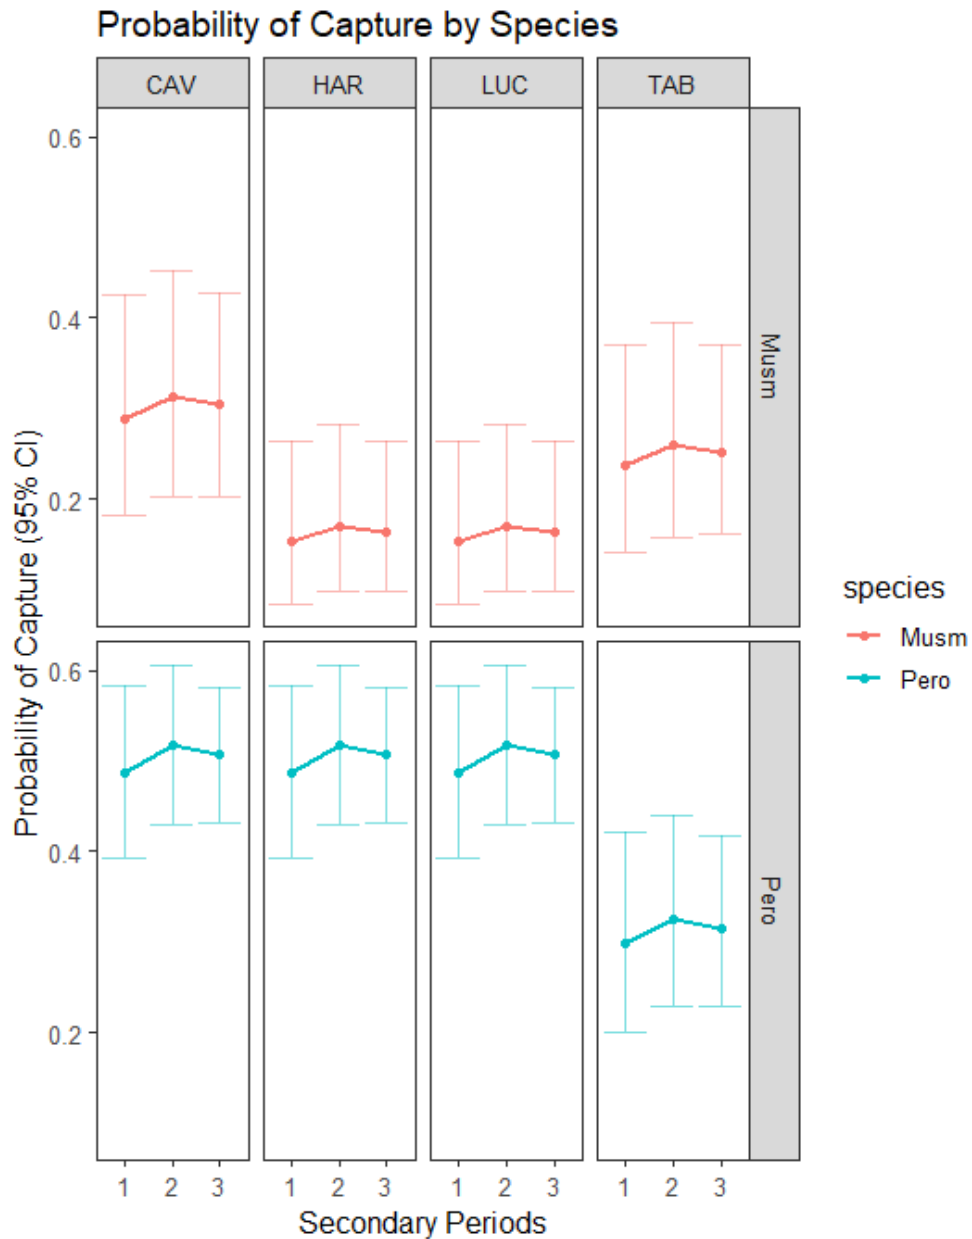 Probability of Capture by Species
CAV HAR LUC TAB
0.6
0.4
0.2
Musm
0.6
0.4
0.2
Pero
Probability of Capture (95% CI)
1 2 3 1 2 3 1 2 3 1 2 3
Secondary Periods
species
Musm
Pero